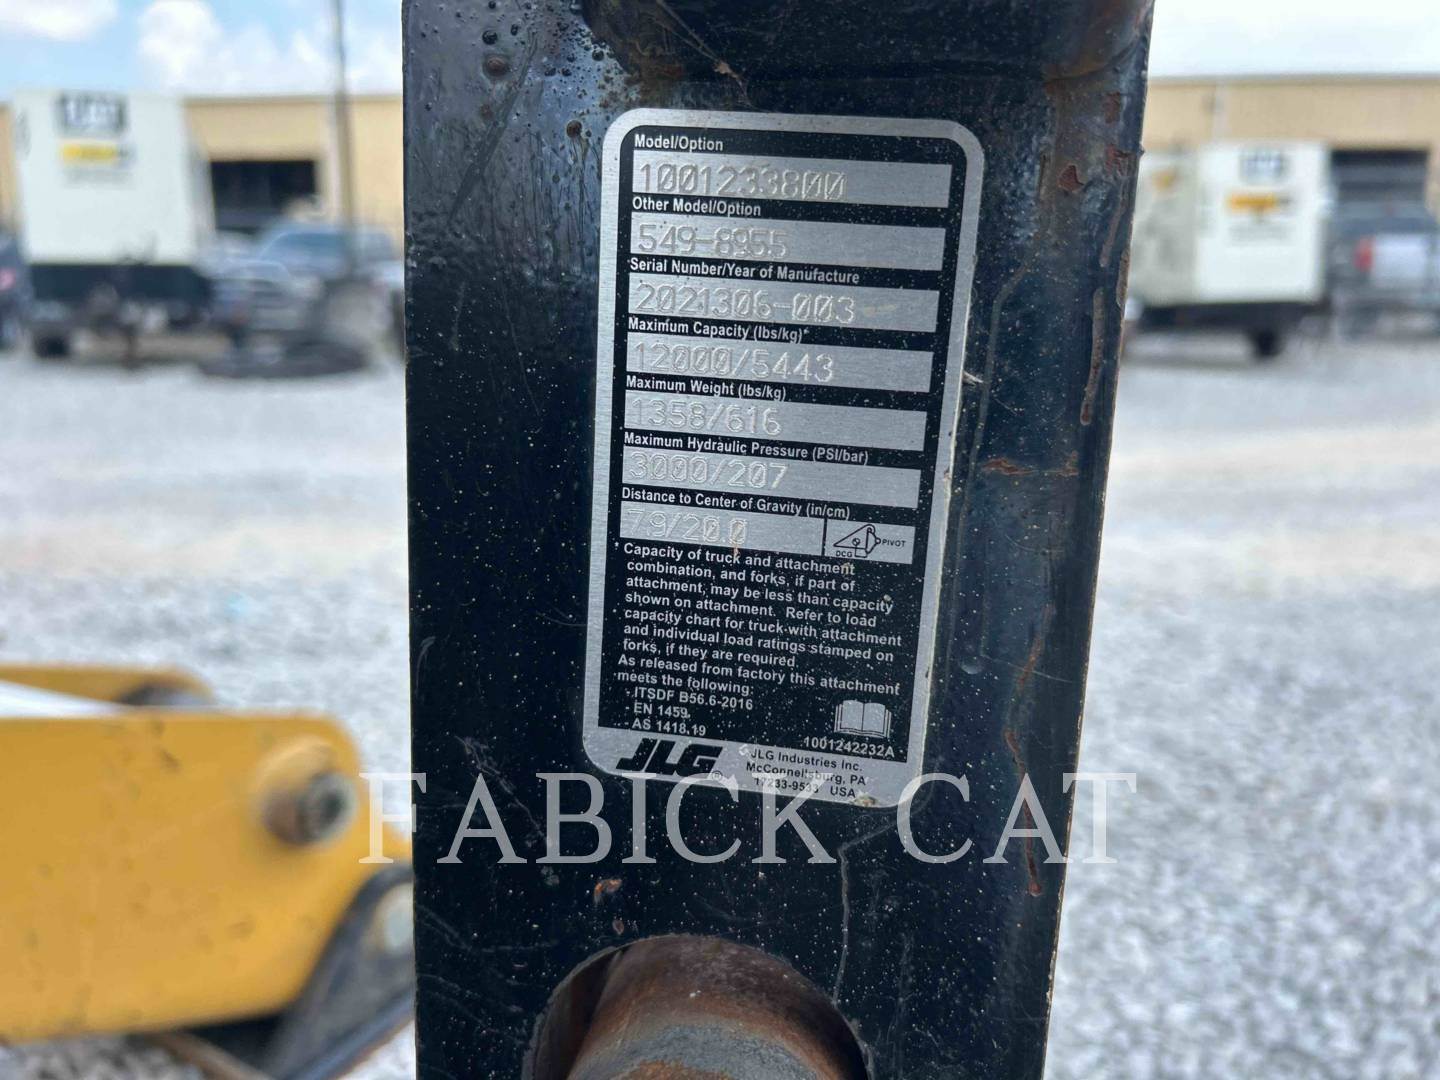 Model/Option
1001233800
Other Model/Option
549-8955
Serial Number/Year of Manufacture
2021306-003
Maximum Capacity (lbs/kg)*
12000/5443
Maximum Weight (lbs/kg)
1358/616
Maximum Hydraulic Pressure (PSI/bar)
3000/207
Distance to Center of Gravity (in/cm)
7.9/20.0
DCG PIVOT
* Capacity of truck and attachment
combination, and forks, if part of
attachment, may be less than capacity
shown on attachment. Refer to load
capacity chart for truck with attachment
and individual load ratings stamped on
forks, if they are required.
As released from factory this attachment
meets the following:
- ITSDF B56.6-2016
- EN 1459
- AS 1418.19
1001242232A
JLG®
JLG Industries Inc.
McConnellsburg, PA
17233-9533 USA
FABICK CAT